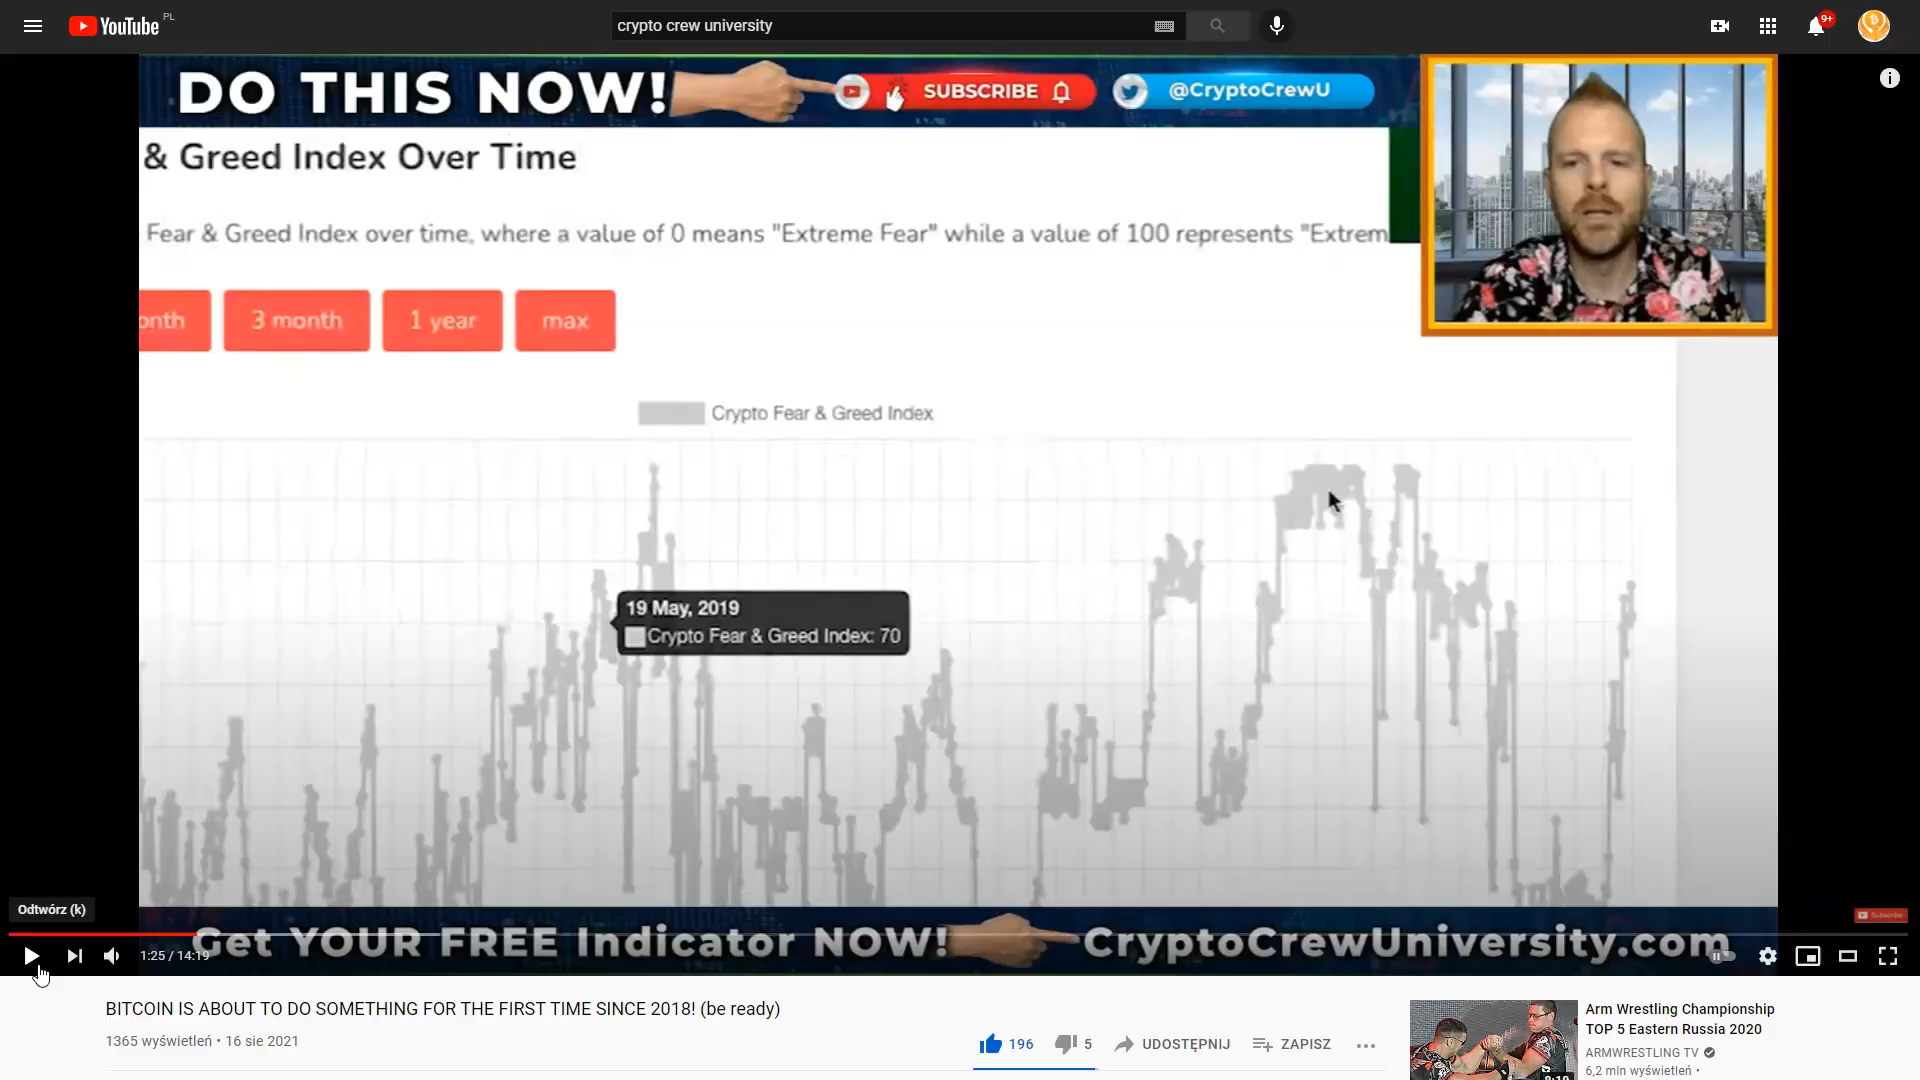 YouTube PL
crypto crew university
9+
DO THIS NOW!
SUBSCRIBE
@CryptoCrewU
& Greed Index Over Time
Fear & Greed Index over time, where a value of 0 means "Extreme Fear" while a value of 100 represents "Extrem
onth
3 month
1 year
max
Crypto Fear & Greed Index
19 May, 2019
Crypto Fear & Greed Index: 70
Odtwórz (k)
Subscribe
Get YOUR FREE Indicator NOW!
CryptoCrewUniversity.com
1:25 / 14:19
BITCOIN IS ABOUT TO DO SOMETHING FOR THE FIRST TIME SINCE 2018! (be ready)
1365 wyświetleń • 16 sie 2021
196
5
UDOSTĘPNIJ
ZAPISZ
Arm Wrestling Championship
TOP 5 Eastern Russia 2020
ARMWRESTLING TV
6,2 mln wyświetleń •